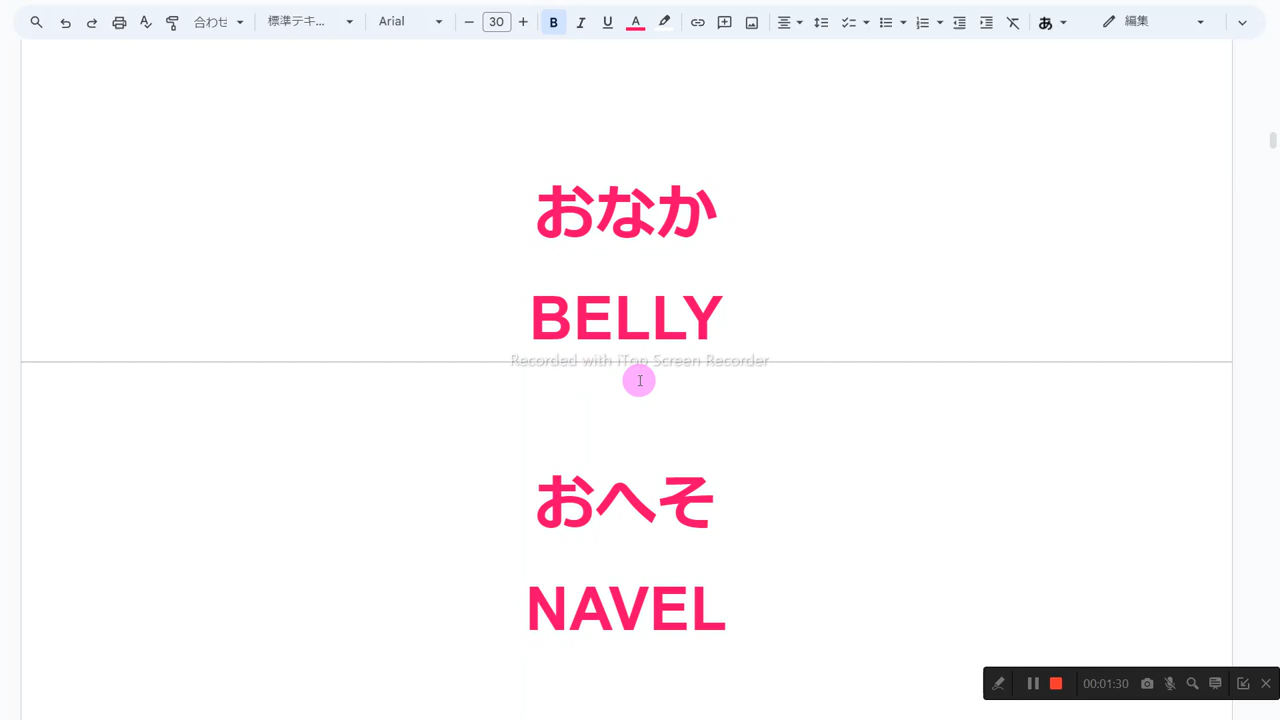 合わせ
標準テキ...
Arial
30
B
I
U
A
あ
編集
おなか
BELLY
Recorded with iTop Screen Recorder
おへそ
NAVEL
00:01:30